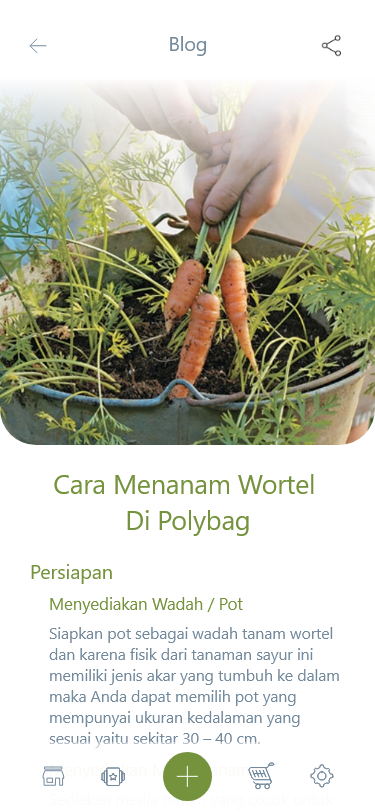 Blog
Cara Menanam Wortel
Di Polybag
Persiapan
Menyediakan Wadah / Pot
Siapkan pot sebagai wadah tanam wortel
dan karena fisik dari tanaman sayur ini
memiliki jenis akar yang tumbuh ke dalam
maka Anda dapat memilih pot yang
mempunyai ukuran kedalaman yang
sesuai yaitu sekitar 30 – 40 cm.